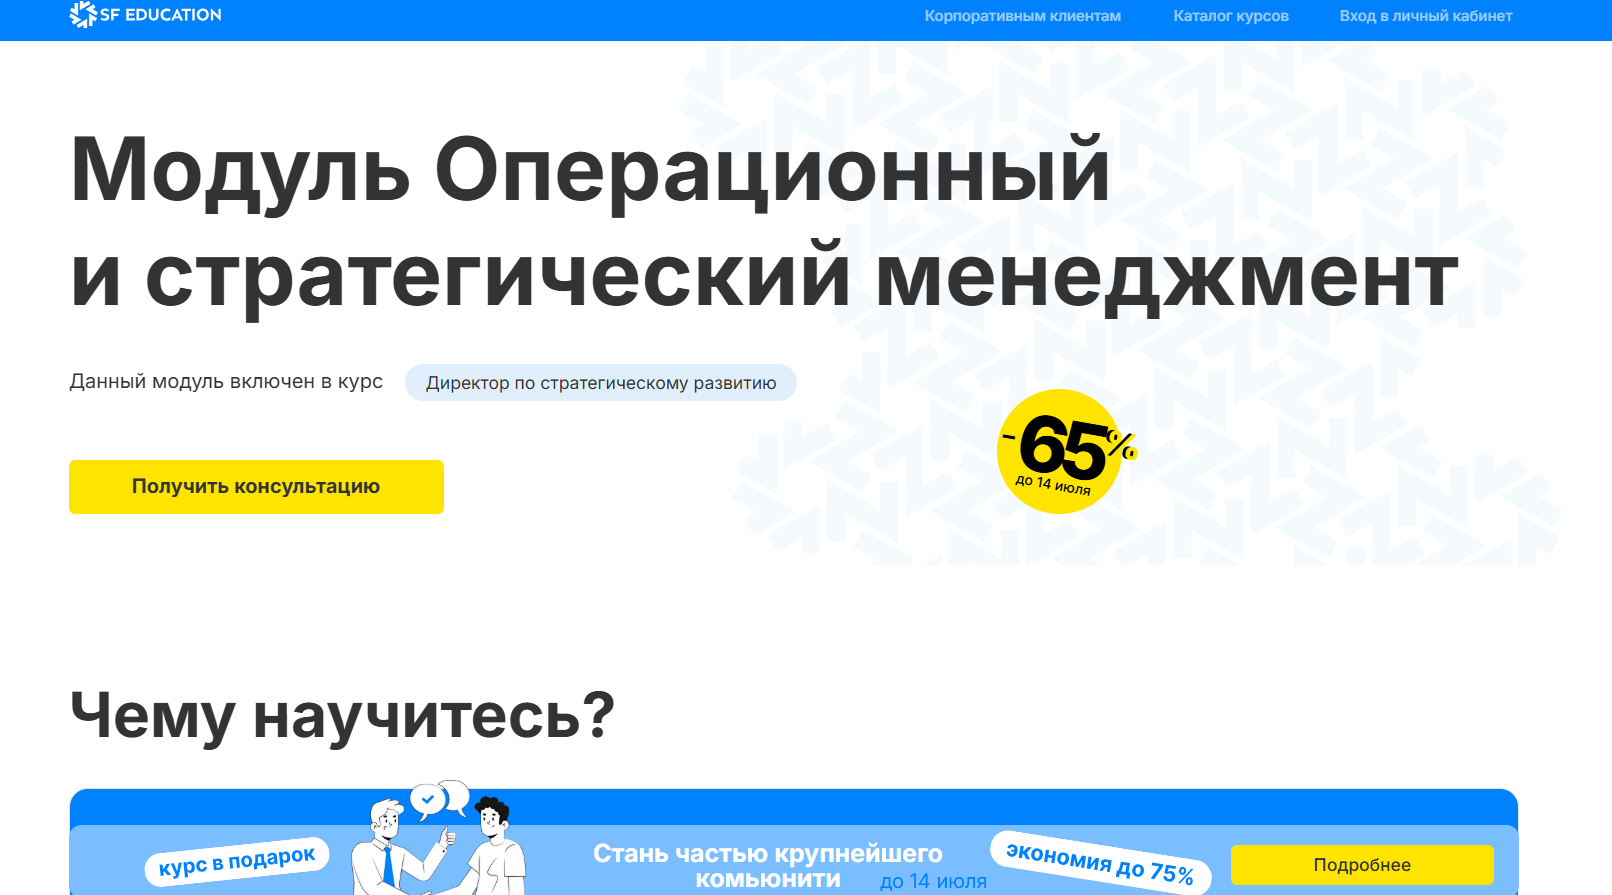 SF EDUCATION
Корпоративным клиентам
Каталог курсов
Вход в личный кабинет
Модуль Операционный
и стратегический менеджмент
Данный модуль включен в курс
Директор по стратегическому развитию
-65%
до 14 июля
Получить консультацию
Чему научитесь?
курс в подарок
Стань частью крупнейшего
комьюнити
до 14 июля
экономия до 75%
Подробнее